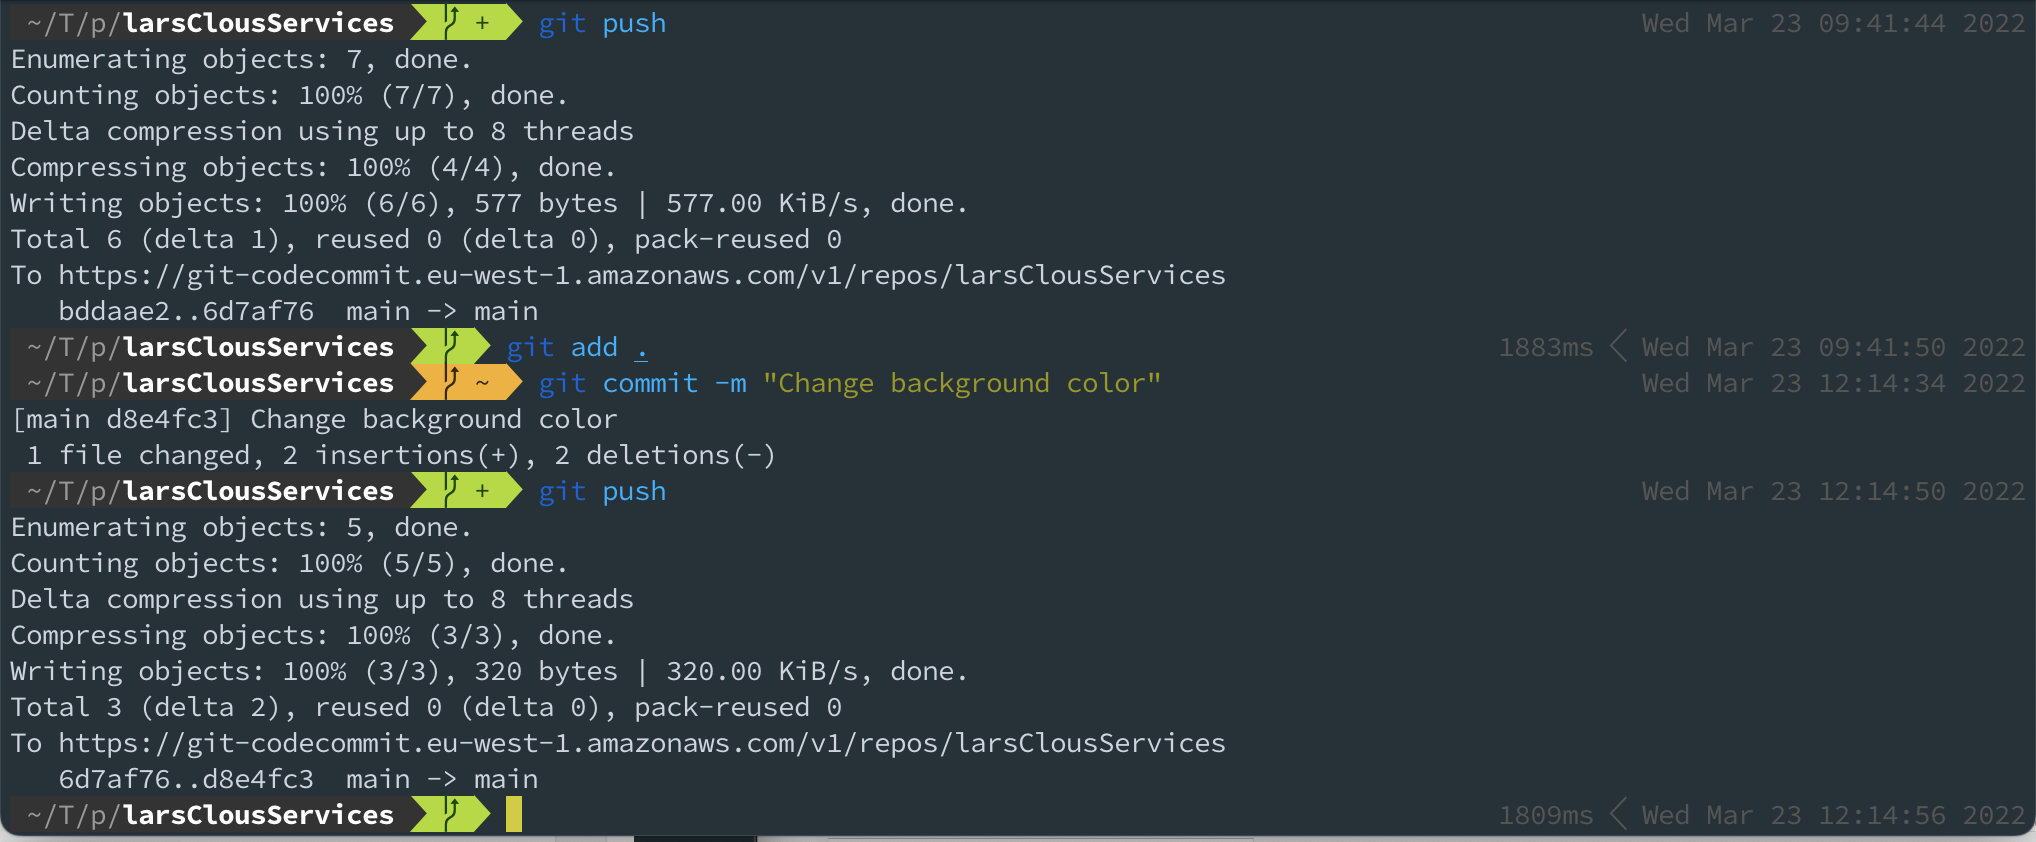 ~/T/p/larsClousServices + git push Wed Mar 23 09:41:44 2022
Enumerating objects: 7, done.
Counting objects: 100% (7/7), done.
Delta compression using up to 8 threads
Compressing objects: 100% (4/4), done.
Writing objects: 100% (6/6), 577 bytes | 577.00 KiB/s, done.
Total 6 (delta 1), reused 0 (delta 0), pack-reused 0
To https://git-codecommit.eu-west-1.amazonaws.com/v1/repos/larsClousServices
   bddaae2..6d7af76  main -> main
~/T/p/larsClousServices git add . 1883ms < Wed Mar 23 09:41:50 2022
~/T/p/larsClousServices ~ git commit -m "Change background color" Wed Mar 23 12:14:34 2022
[main d8e4fc3] Change background color
 1 file changed, 2 insertions(+), 2 deletions(-)
~/T/p/larsClousServices + git push Wed Mar 23 12:14:50 2022
Enumerating objects: 5, done.
Counting objects: 100% (5/5), done.
Delta compression using up to 8 threads
Compressing objects: 100% (3/3), done.
Writing objects: 100% (3/3), 320 bytes | 320.00 KiB/s, done.
Total 3 (delta 2), reused 0 (delta 0), pack-reused 0
To https://git-codecommit.eu-west-1.amazonaws.com/v1/repos/larsClousServices
   6d7af76..d8e4fc3  main -> main
~/T/p/larsClousServices 1809ms < Wed Mar 23 12:14:56 2022